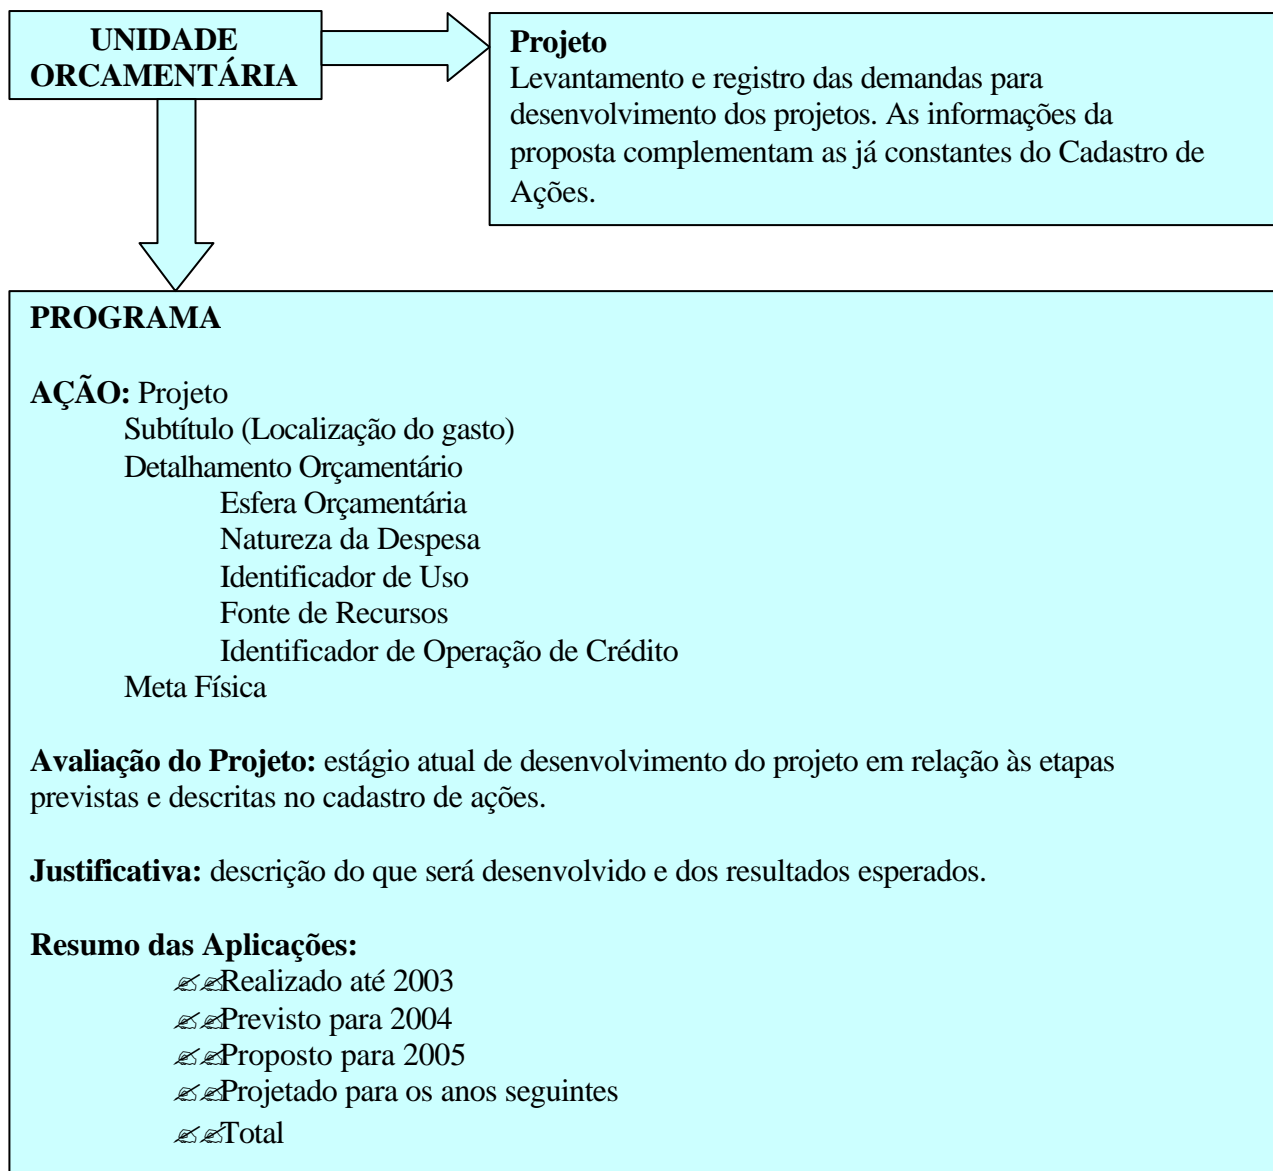 UNIDADE
ORCAMENTÁRIA
Projeto
Levantamento e registro das demandas para
desenvolvimento dos projetos. As informações da
proposta complementam as já constantes do Cadastro de
Ações.
PROGRAMA
AÇÃO: Projeto
Subtítulo (Localização do gasto)
Detalhamento Orçamentário
Esfera Orçamentária
Natureza da Despesa
Identificador de Uso
Fonte de Recursos
Identificador de Operação de Crédito
Meta Física
Avaliação do Projeto: estágio atual de desenvolvimento do projeto em relação às etapas
previstas e descritas no cadastro de ações.
Justificativa: descrição do que será desenvolvido e dos resultados esperados.
Resumo das Aplicações:
Realizado até 2003
Previsto para 2004
Proposto para 2005
Projetado para os anos seguintes
Total